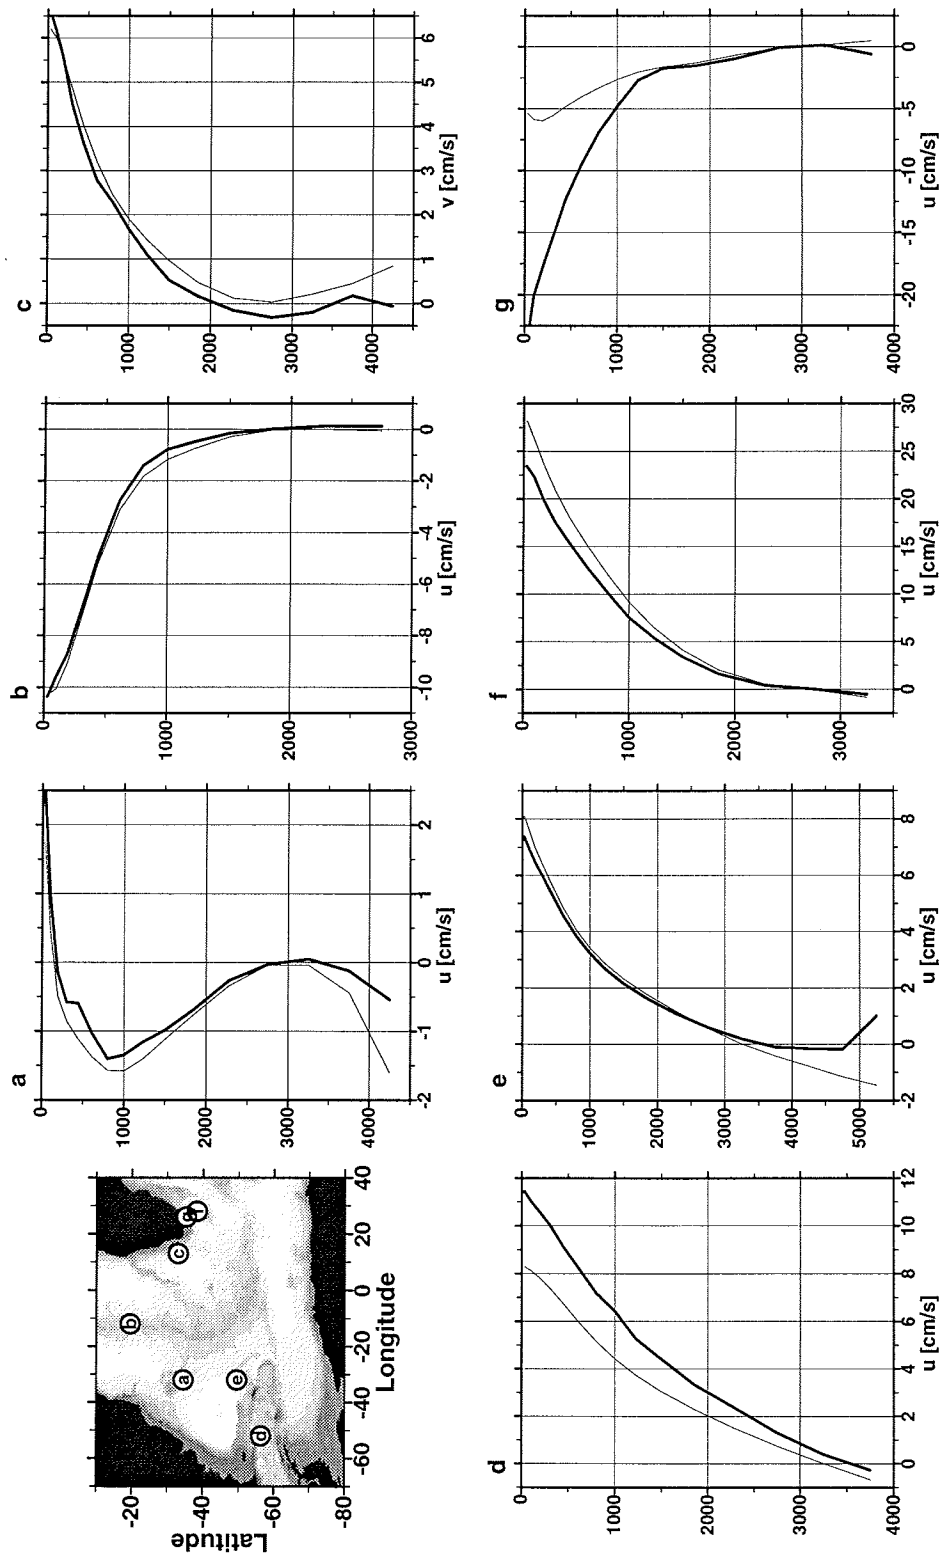 -20
-40
-60
-80
Latitude
b
c
g
f
a
e
d
-60 -40 -20 0 20 40
Longitude
a
0
1000
2000
3000
4000
-2 -1 0 1 2
u [cm/s]
b
0
1000
2000
3000
-10 -8 -6 -4 -2 0
u [cm/s]
c
0
1000
2000
3000
4000
0 1 2 3 4 5 6
v [cm/s]
d
0
1000
2000
3000
4000
0 2 4 6 8 10 12
u [cm/s]
e
0
1000
2000
3000
4000
5000
-2 0 2 4 6 8
u [cm/s]
f
0
1000
2000
3000
0 5 10 15 20 25 30
u [cm/s]
g
0
1000
2000
3000
4000
-20 -15 -10 -5 0
u [cm/s]